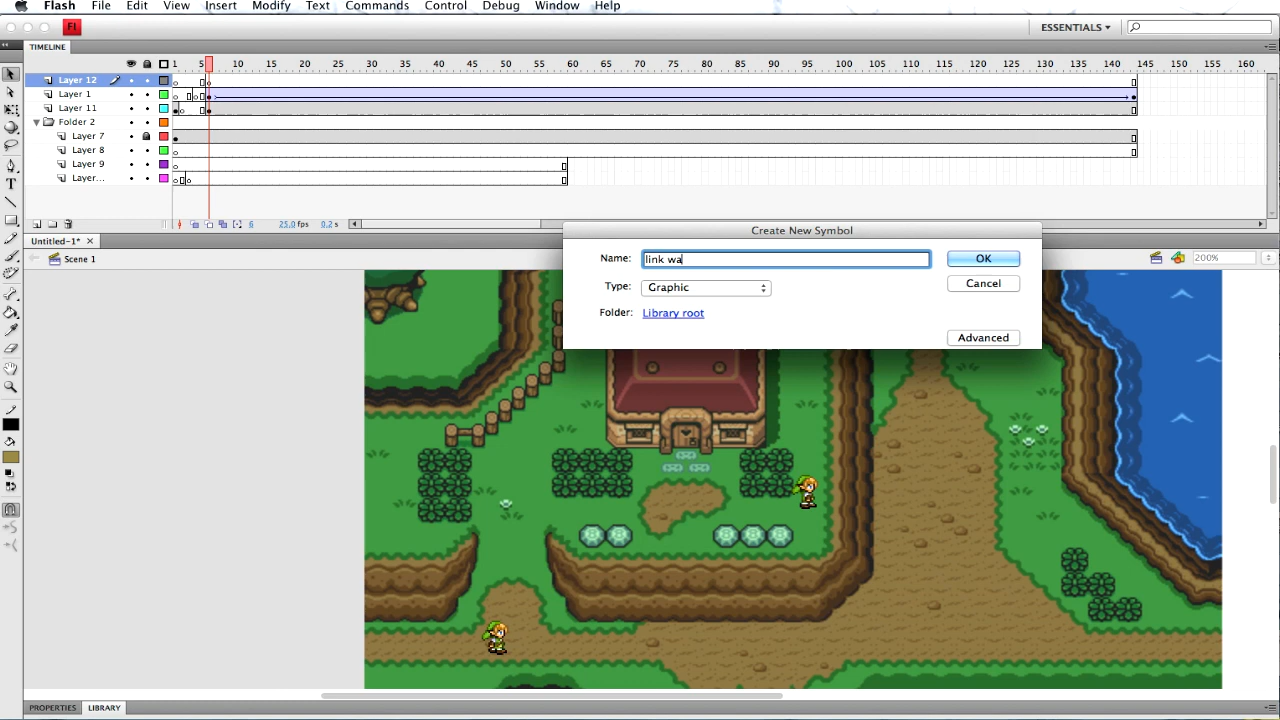 Flash File Edit View Insert Modify Text Commands Control Debug Window Help
Fl ESSENTIALS
TIMELINE
1 5 10 15 20 25 30 35 40 45 50 55 60 65 70 75 80 85 90 95 100 105 110 115 120 125 130 135 140 145 150 155 160
Layer 12
Layer 1
Layer 11
Folder 2
Layer 7
Layer 8
Layer 9
Layer...
6 25.0 fps 0.2 s
Untitled-1*
Scene 1
200%
Create New Symbol
Name: link wa
OK
Type: Graphic
Cancel
Folder: Library root
Advanced
PROPERTIES LIBRARY